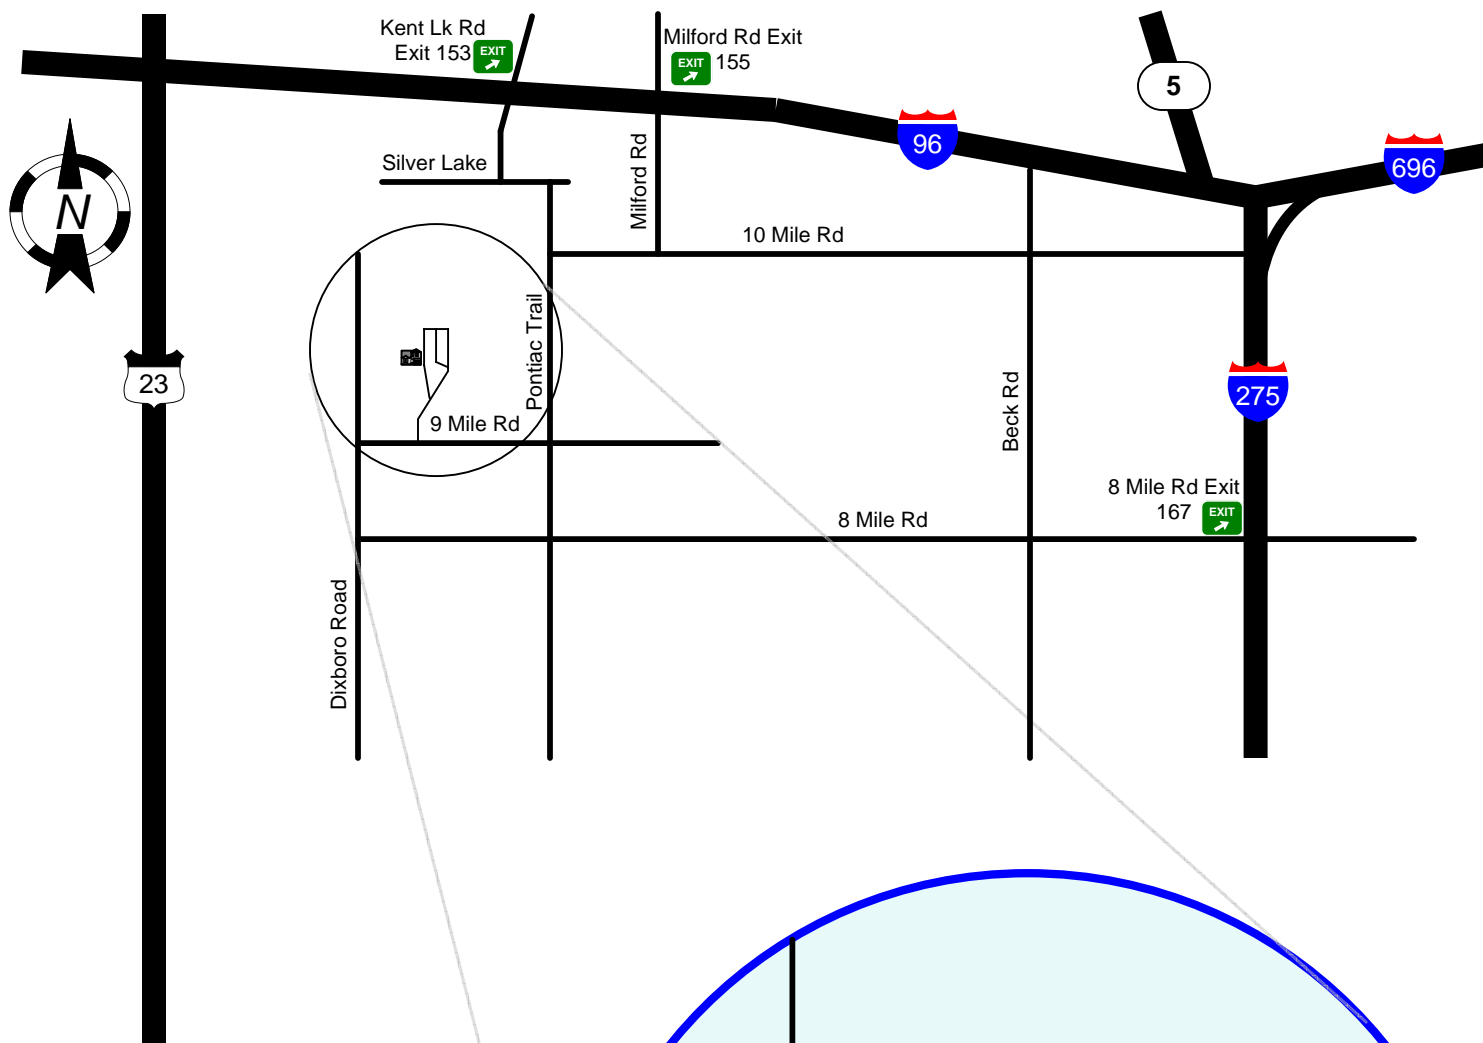 Kent Lk Rd
Exit 153
EXIT
Milford Rd Exit
EXIT
155
5
96
696
Silver Lake
Milford Rd
N
10 Mile Rd
Pontiac Trail
23
275
Beck Rd
9 Mile Rd
8 Mile Rd Exit
167
EXIT
8 Mile Rd
Dixboro Road